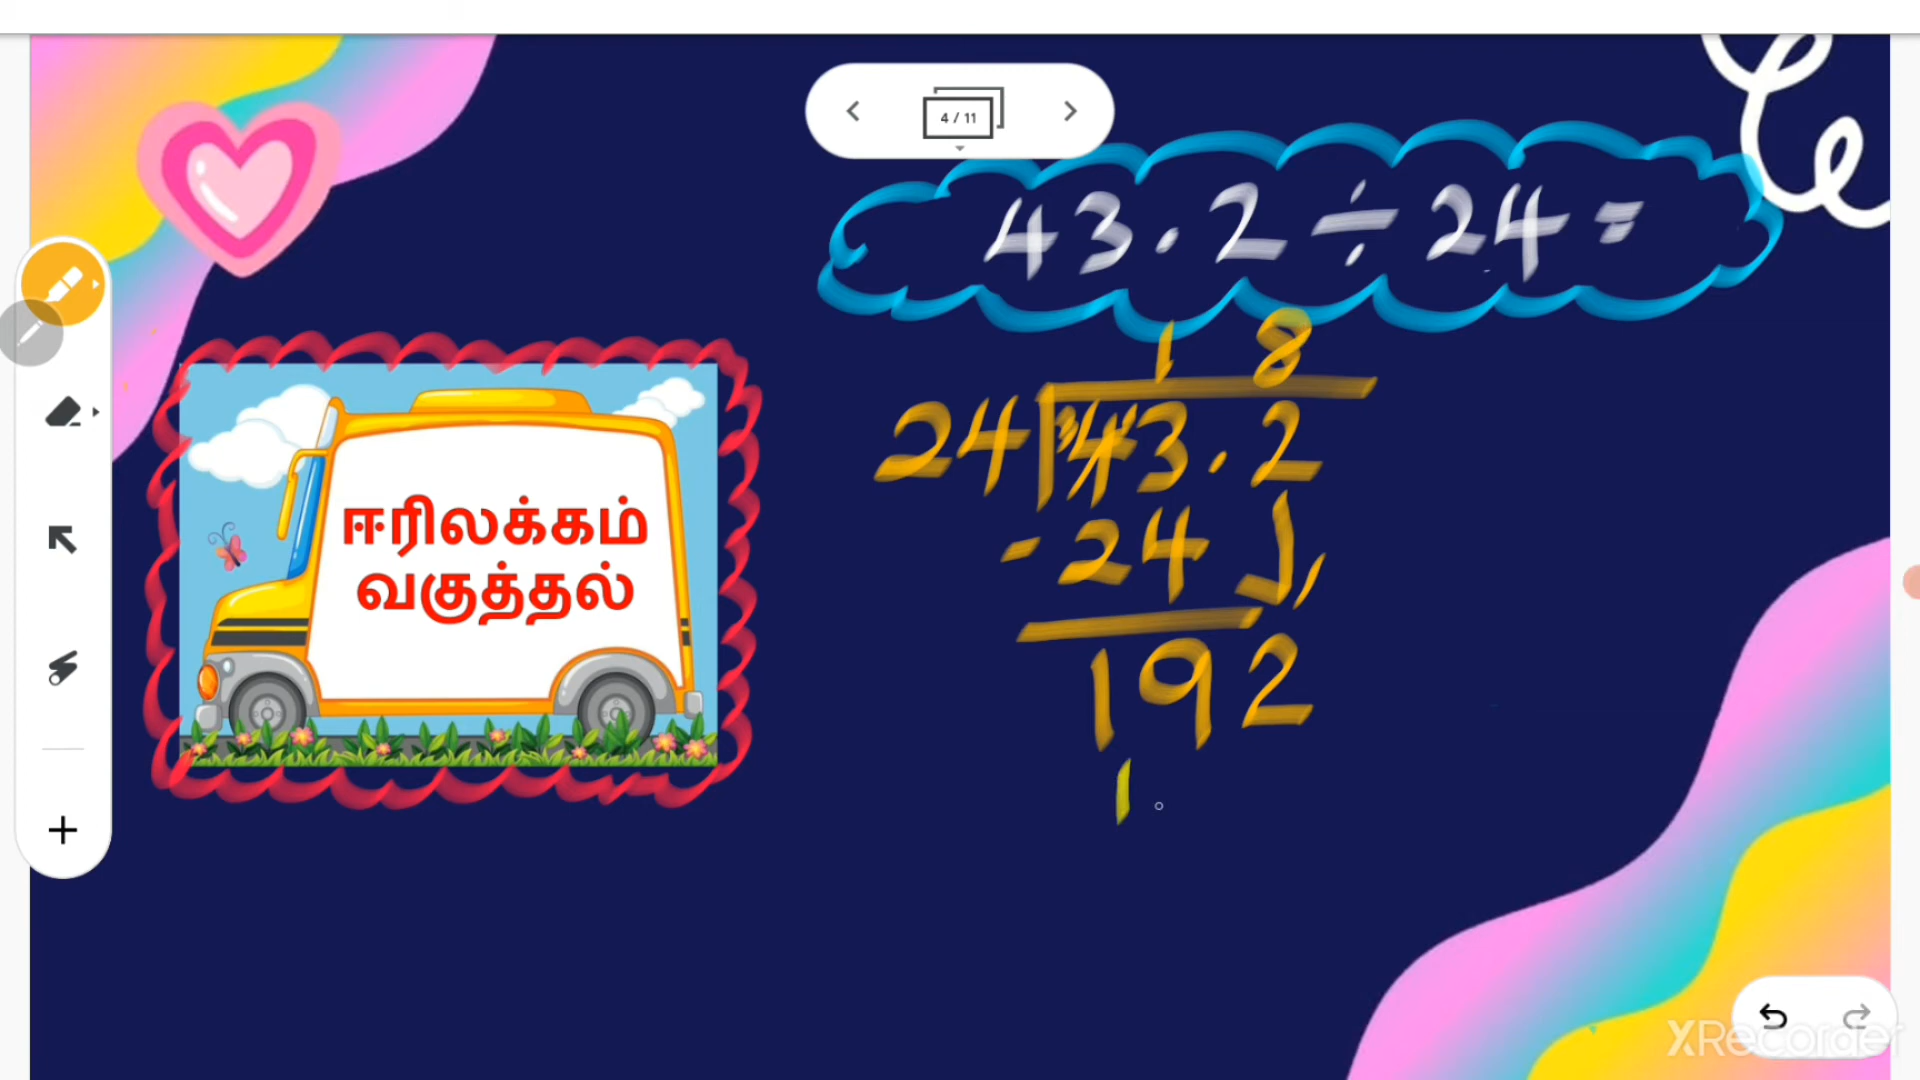 4 / 11
43.2 ÷ 24 =
1 8
24 43.2
- 24
192
1
ஈரிலக்கம்
வகுத்தல்
XRecorder